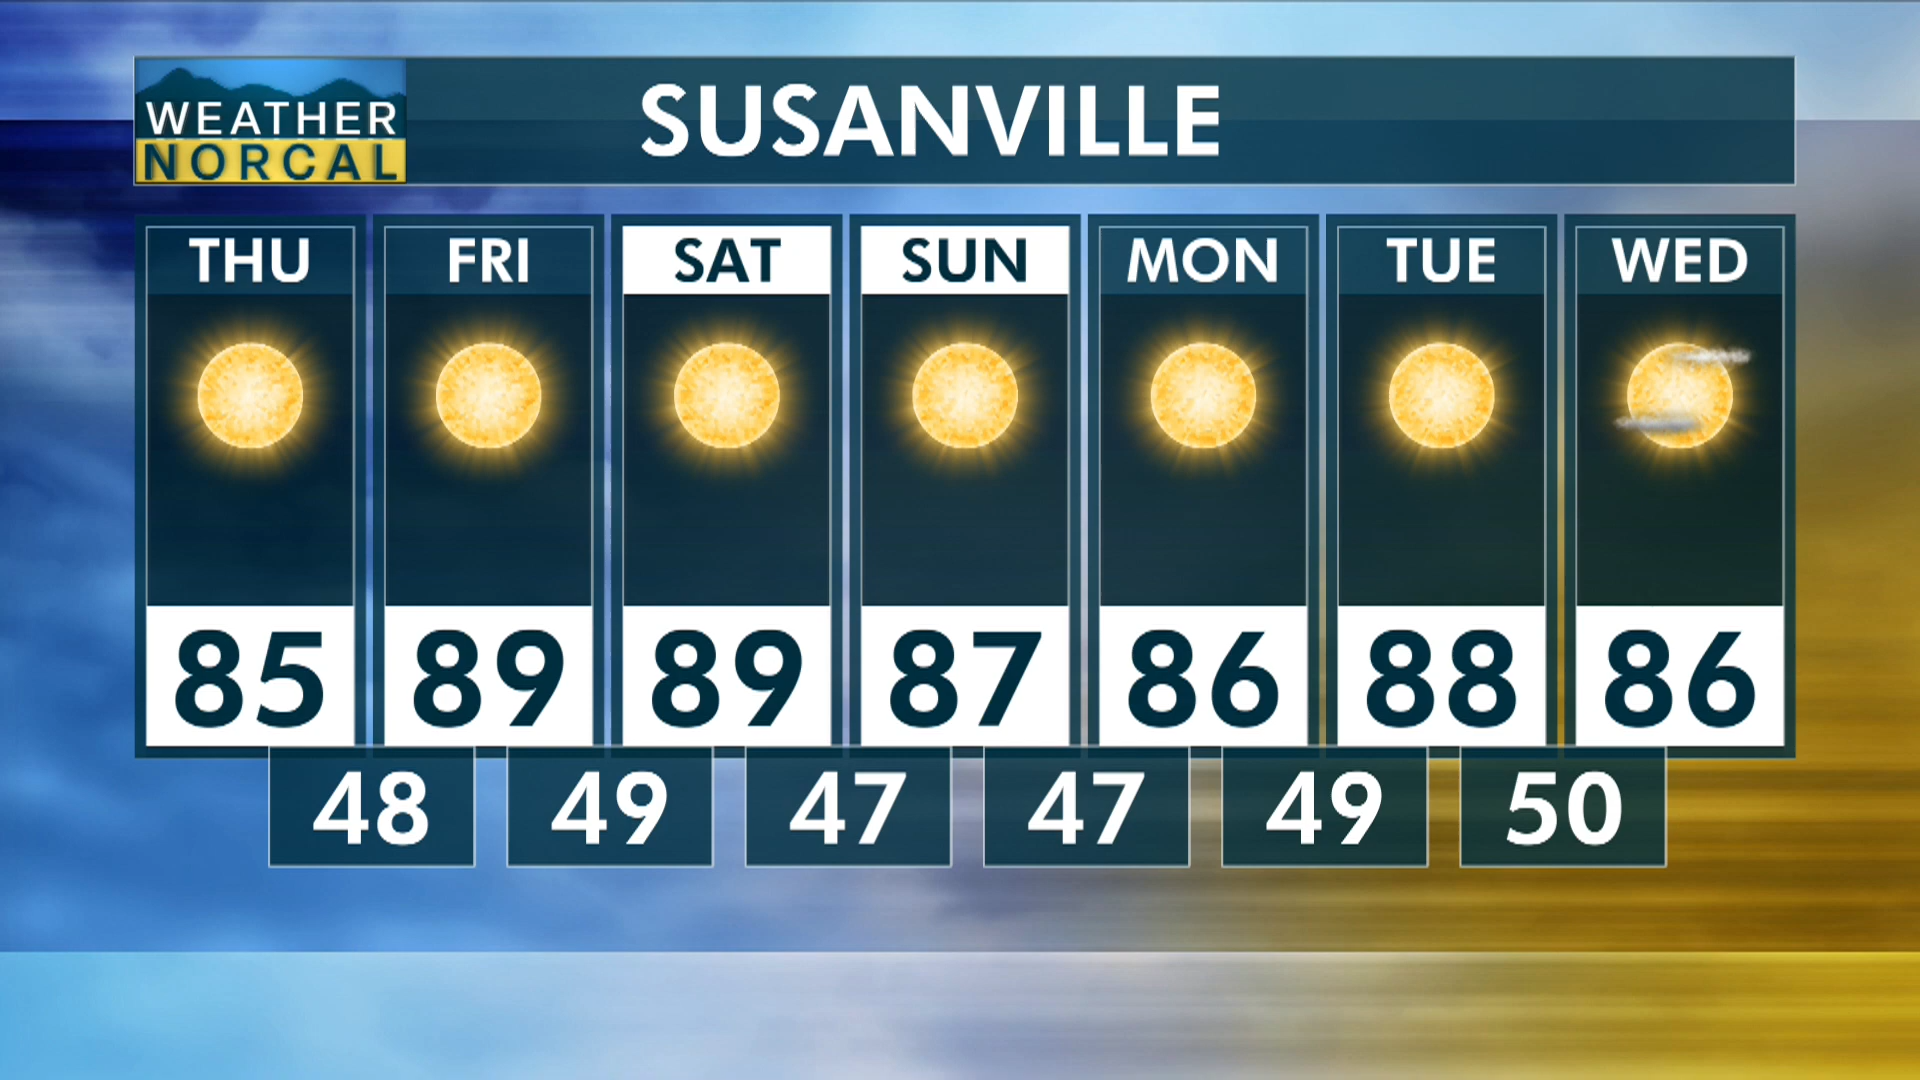 WEATHER
NORCAL
SUSANVILLE
THU FRI SAT SUN MON TUE WED
85 89 89 87 86 88 86
48 49 47 47 49 50